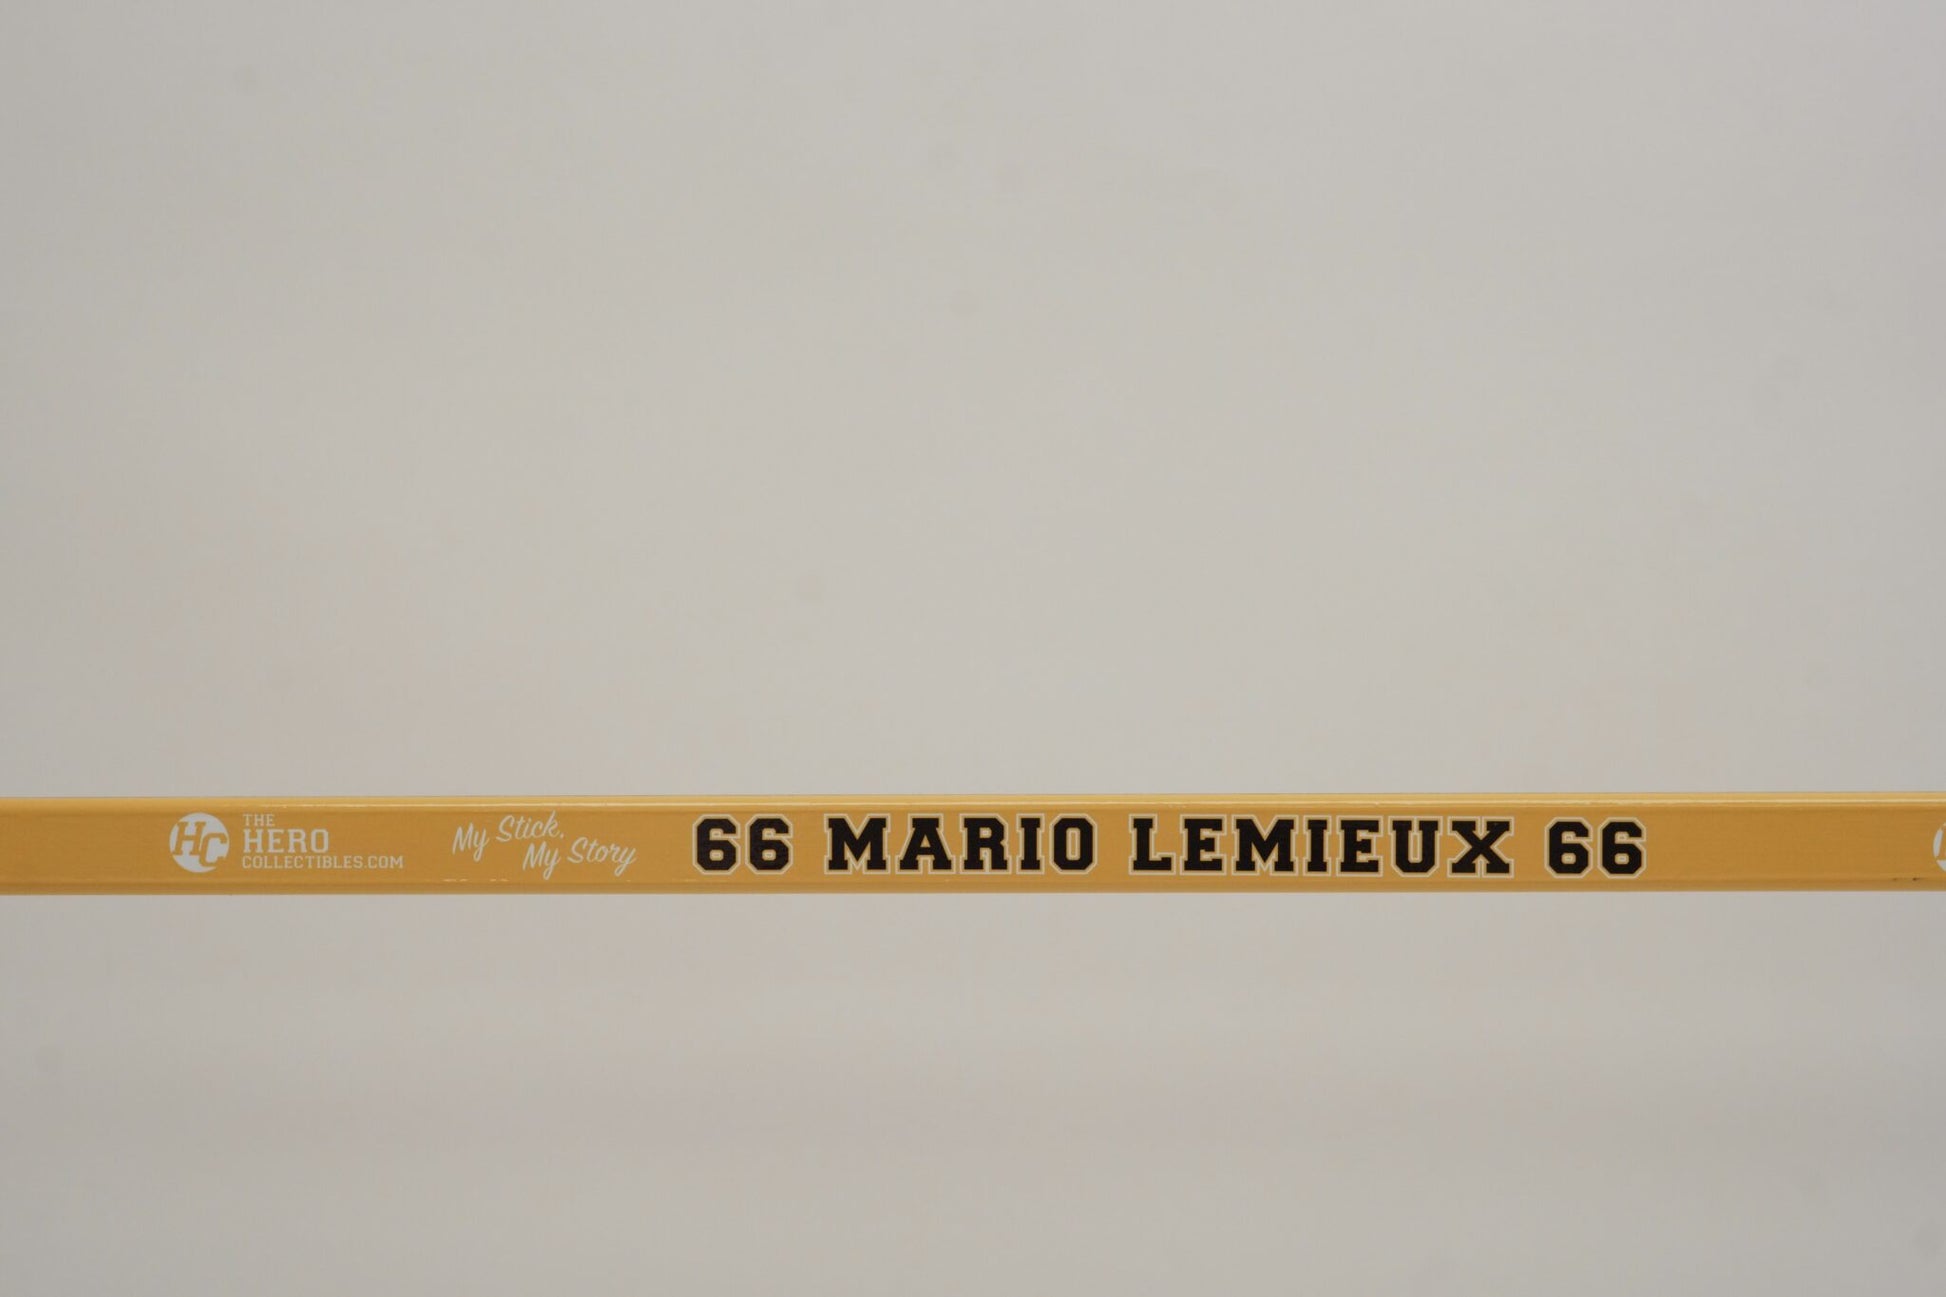 HC
THE
HERO
COLLECTIBLES.COM
My Stick,
My Story
66 MARIO LEMIEUX 66